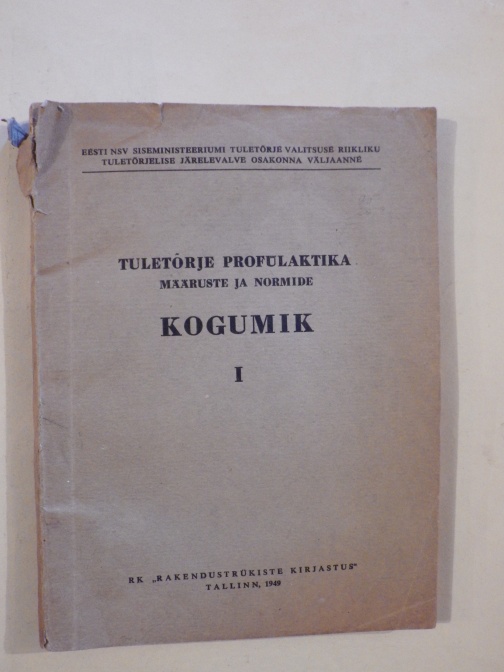 EESTI NSV SISEMINISTEERIUMI TULETÕRJE VALITSUSE RIIKLIKU
TULETÕRJELISE JÄRELEVALVE OSAKONNA VÄLJAANNE
TULETÕRJE PROFÜLAKTIKA
MÄÄRUSTE JA NORMIDE
KOGUMIK
I
RK „RAKENDUSTRÜKISTE KIRJASTUS"
TALLINN, 1949